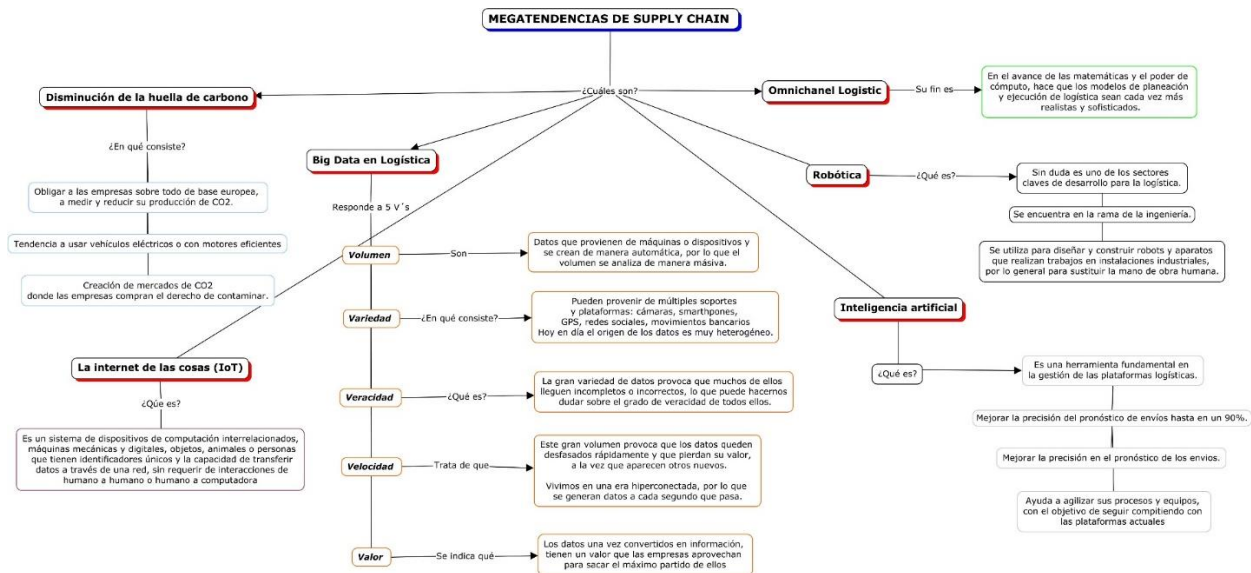 MEGATENDENCIAS DE SUPPLY CHAIN
¿Cuáles son?
Disminución de la huella de carbono
¿En qué consiste?
Obligar a las empresas sobre todo de base europea,
a medir y reducir su producción de CO2.
Tendencia a usar vehículos eléctricos o con motores eficientes
Creación de mercados de CO2
donde las empresas compran el derecho de contaminar.
La internet de las cosas (IoT)
¿Qúe es?
Es un sistema de dispositivos de computación interrelacionados,
máquinas mecánicas y digitales, objetos, animales o personas
que tienen identificadores únicos y la capacidad de transferir
datos a través de una red, sin requerir de interacciones de
humano a humano o humano a computadora
Big Data en Logística
Responde a 5 V´s
Volumen
Son
Datos que provienen de máquinas o dispositivos y
se crean de manera automática, por lo que el
volumen se analiza de manera másiva.
Variedad
¿En qué consiste?
Pueden provenir de múltiples soportes
y plataformas: cámaras, smarthpones,
GPS, redes sociales, movimientos bancarios
Hoy en día el origen de los datos es muy heterogéneo.
Veracidad
¿Qué es?
La gran variedad de datos provoca que muchos de ellos
lleguen incompletos o incorrectos, lo que puede hacernos
dudar sobre el grado de veracidad de todos ellos.
Velocidad
Trata de que
Este gran volumen provoca que los datos queden
desfasados rápidamente y que pierdan su valor,
a la vez que aparecen otros nuevos.
Vivimos en una era hiperconectada, por lo que
se generan datos a cada segundo que pasa.
Valor
Se indica qué
Los datos una vez convertidos en información,
tienen un valor que las empresas aprovechan
para sacar el máximo partido de ellos
Omnichanel Logistic
Su fin es
En el avance de las matemáticas y el poder de
cómputo, hace que los modelos de planeación
y ejecución de logística sean cada vez más
realistas y sofisticados.
Robótica
¿Qué es?
Sin duda es uno de los sectores
claves de desarrollo para la logística.
Se encuentra en la rama de la ingeniería.
Se utiliza para diseñar y construir robots y aparatos
que realizan trabajos en instalaciones industriales,
por lo general para sustituir la mano de obra humana.
Inteligencia artificial
¿Qué es?
Es una herramienta fundamental en
la gestión de las plataformas logísticas.
Mejorar la precisión del pronóstico de envíos hasta en un 90%.
Mejorar la precisión en el pronóstico de los envios.
Ayuda a agilizar sus procesos y equipos,
con el objetivo de seguir compitiendo con
las plataformas actuales